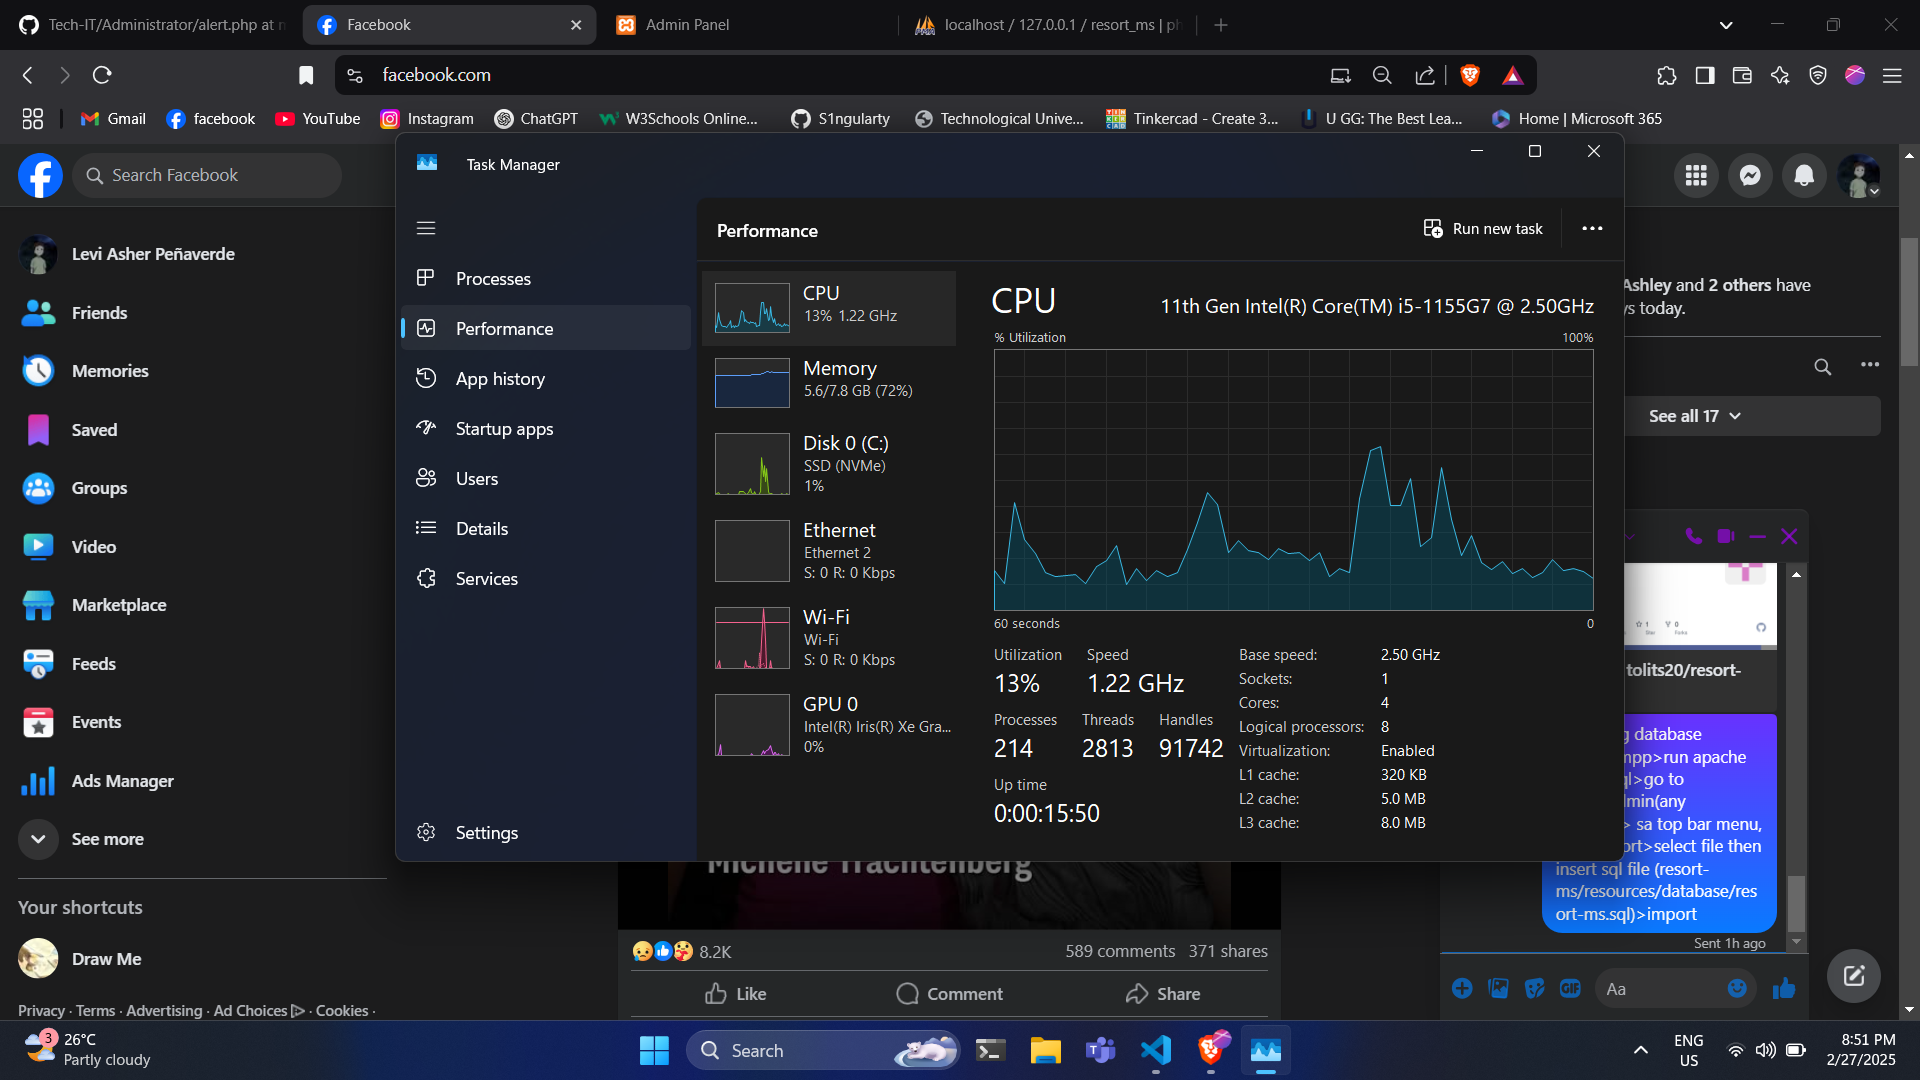 Tech-IT/Administrator/alert.php at
Facebook
Admin Panel
localhost / 127.0.0.1 / resort_ms | ph
facebook.com
Gmail
facebook
YouTube
Instagram
ChatGPT
W3Schools Online...
S1ngularty
Technological Unive...
Tinkercad - Create 3...
U GG: The Best Lea...
Home | Microsoft 365
Search Facebook
Levi Asher Peñaverde
Friends
Memories
Saved
Groups
Video
Marketplace
Feeds
Events
Ads Manager
See more
Your shortcuts
Draw Me
Privacy · Terms · Advertising · Ad Choices · Cookies ·
Task Manager
Processes
Performance
App history
Startup apps
Users
Details
Services
Settings
Performance
Run new task
CPU
13% 1.22 GHz
Memory
5.6/7.8 GB (72%)
Disk 0 (C:)
SSD (NVMe)
1%
Ethernet
Ethernet 2
S: 0 R: 0 Kbps
Wi-Fi
Wi-Fi
S: 0 R: 0 Kbps
GPU 0
Intel(R) Iris(R) Xe Gra...
0%
CPU
11th Gen Intel(R) Core(TM) i5-1155G7 @ 2.50GHz
% Utilization
100%
60 seconds
0
Utilization
13%
Speed
1.22 GHz
Processes
214
Threads
2813
Handles
91742
Up time
0:00:15:50
Base speed: 2.50 GHz
Sockets: 1
Cores: 4
Logical processors: 8
Virtualization: Enabled
L1 cache: 320 KB
L2 cache: 5.0 MB
L3 cache: 8.0 MB
Michelle Trachtenberg
8.2K
589 comments 371 shares
Like
Comment
Share
Ashley and 2 others have
s today.
See all 17
1
0
tolits20/resort-
g database
mpp>run apache
ql>go to
dmin(any
> sa top bar menu,
ort>select file then
insert sql file (resort-
ms/resources/database/res
ort-ms.sql)>import
Sent 1h ago
GIF
Aa
3
26°C
Partly cloudy
Search
ENG
US
8:51 PM
2/27/2025